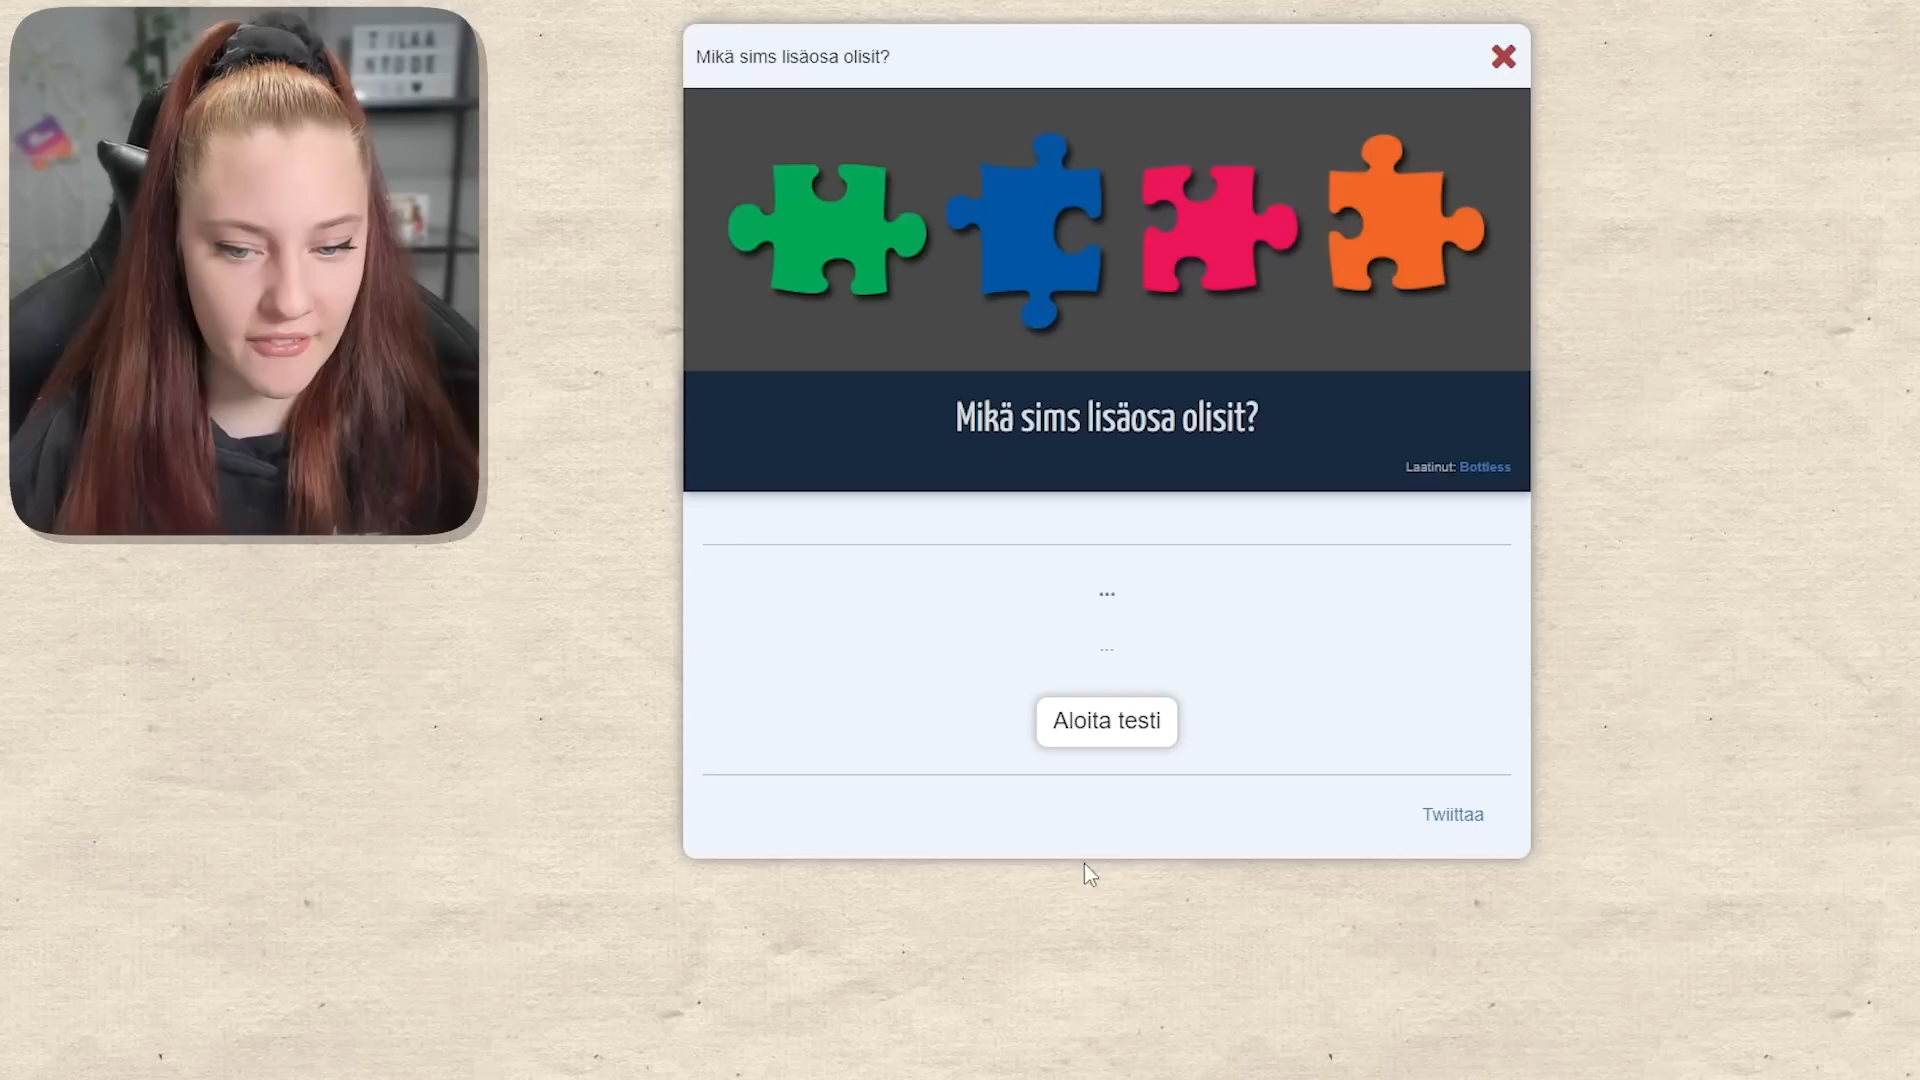 Mikä sims lisäosa olisit?
Mikä sims lisäosa olisit?
Laatinut: Bottless
...
...
Aloita testi
Twiittaa